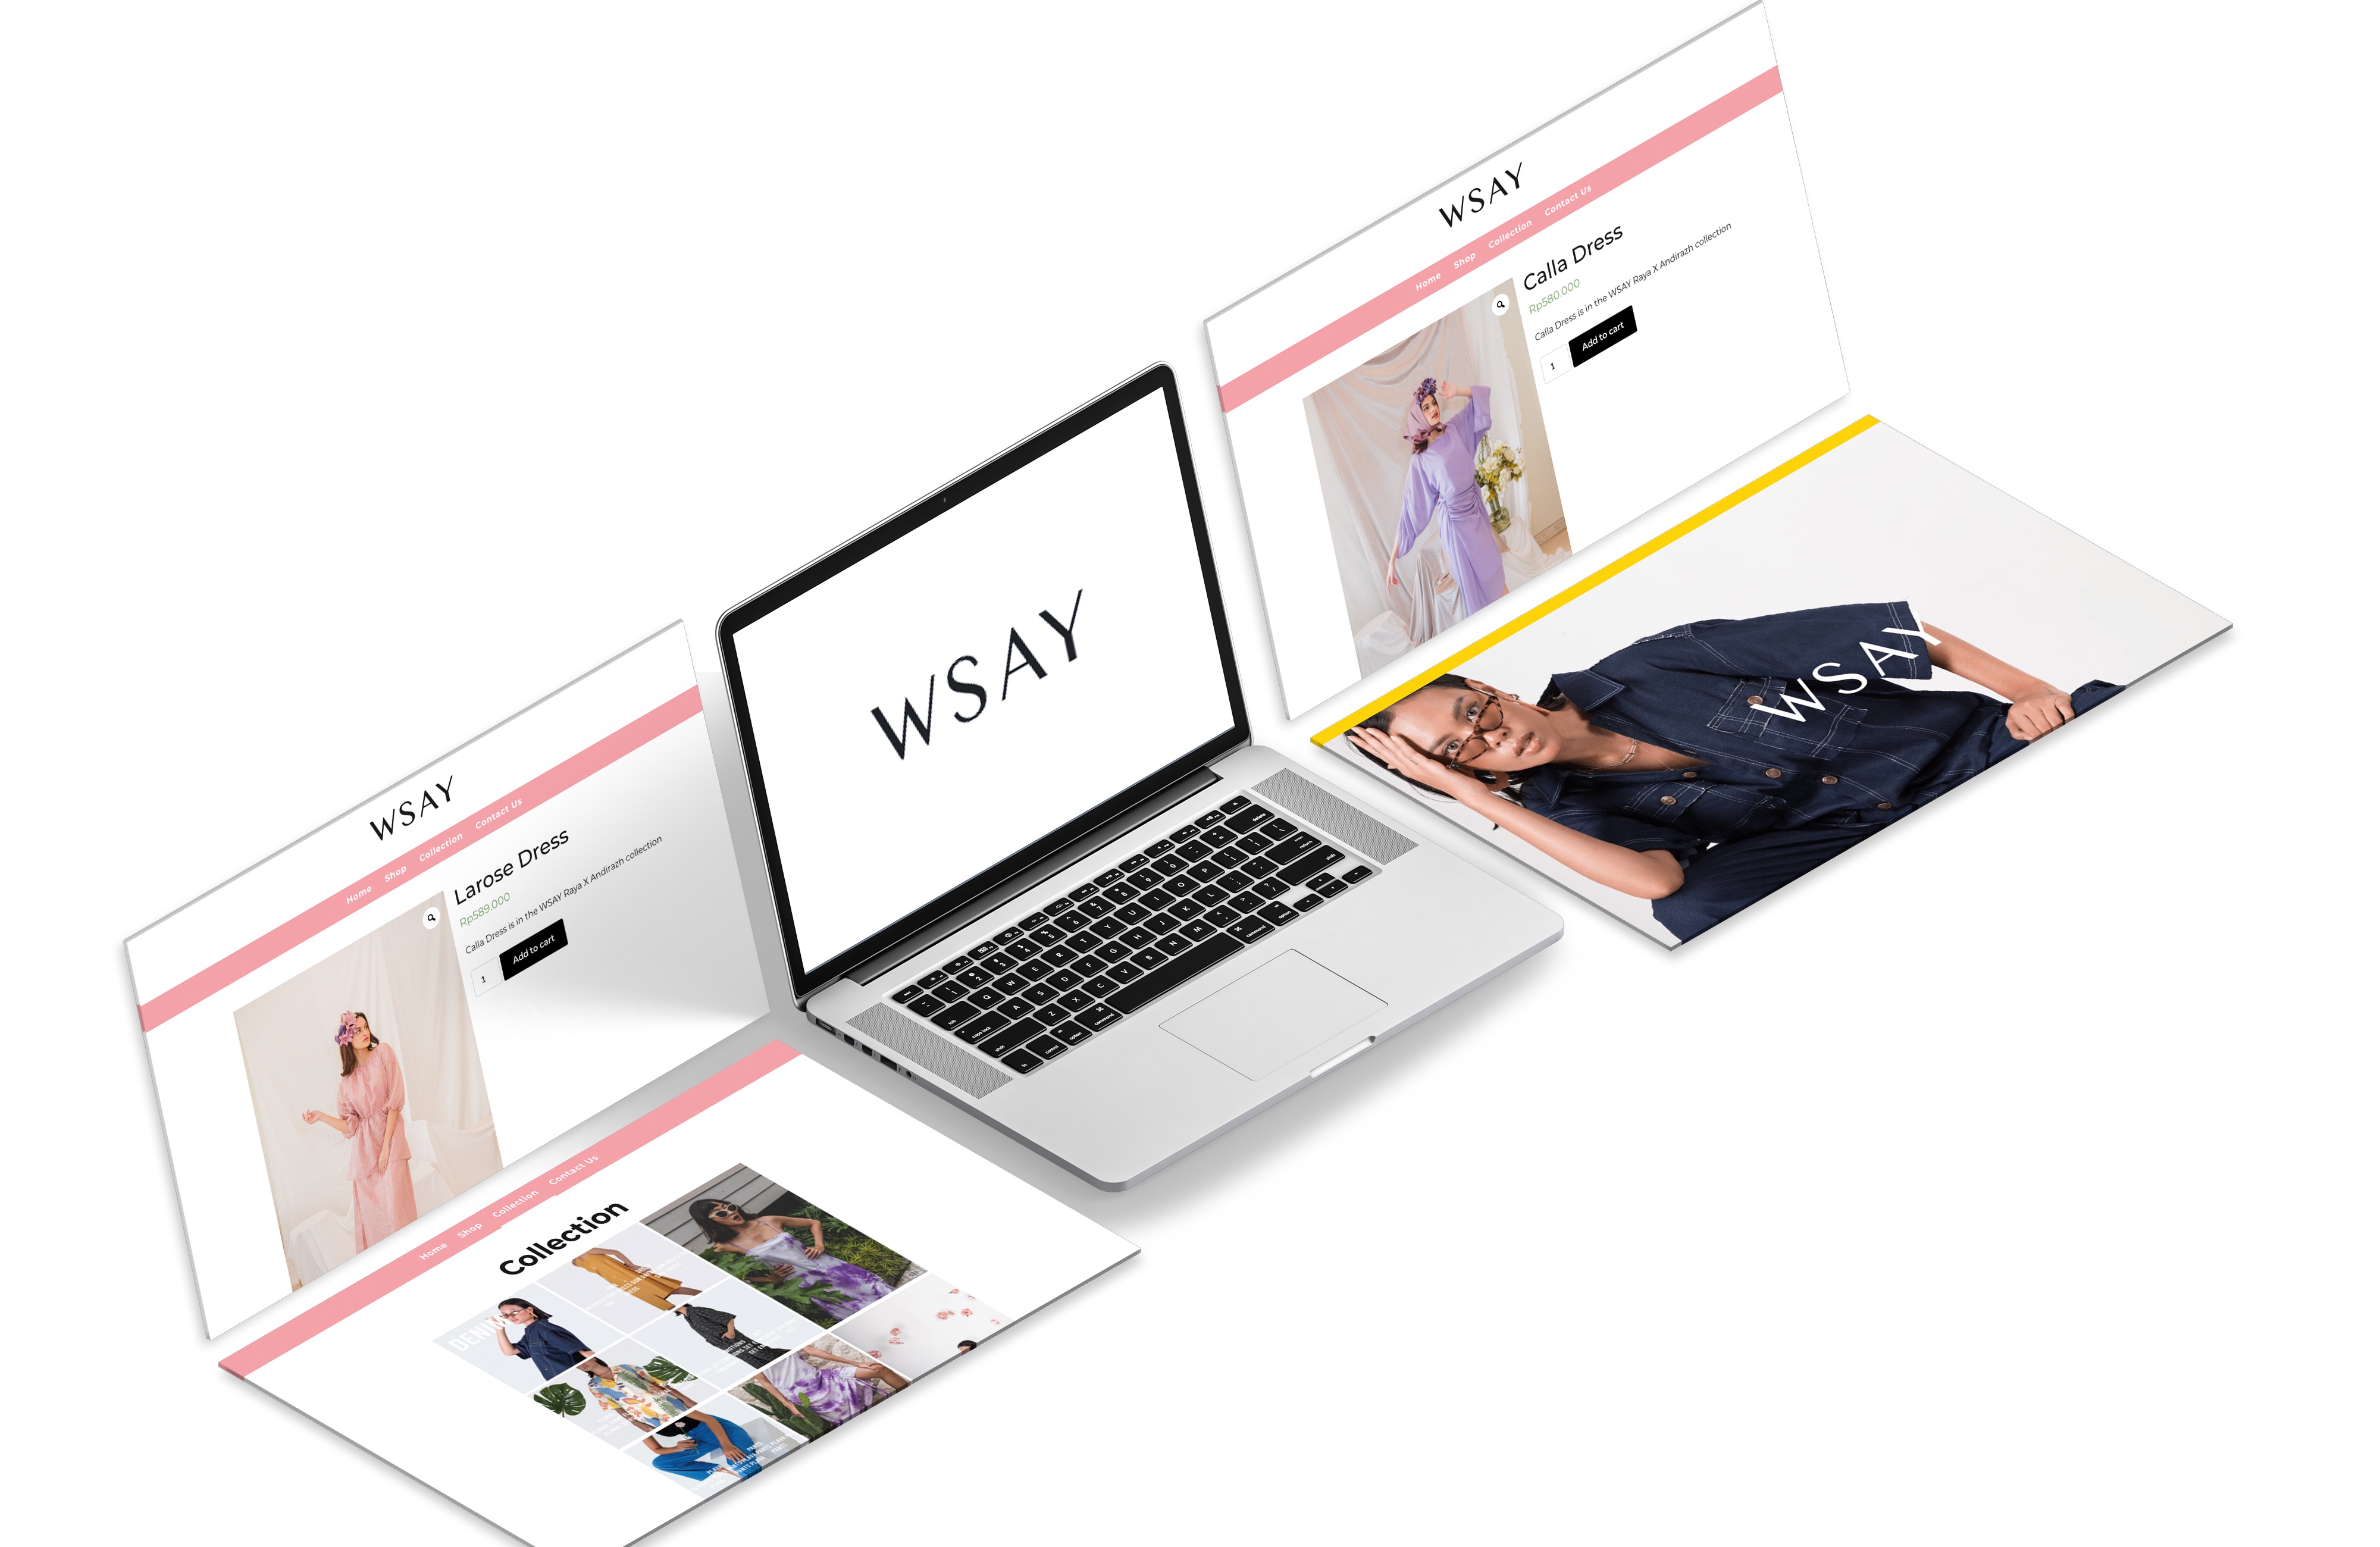 WSAY
Home Shop Collection Contact Us
Calla Dress
Rp580.000
Calla Dress is in the WSAY Raya X Andirazh collection
1
Add to cart
WSAY
WSAY
WSAY
Home Shop Collection Contact Us
Larose Dress
Rp589.000
Calla Dress is in the WSAY Raya X Andirazh collection
1
Add to cart
Home Shop Collection Contact Us
Collection
DENIM